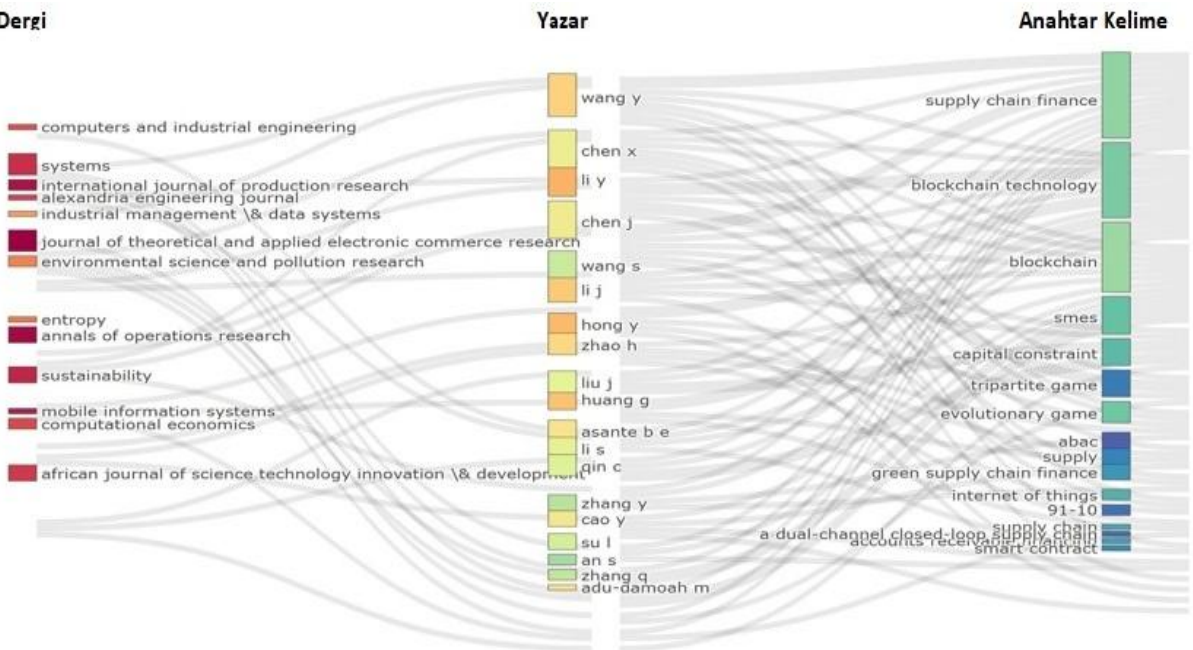 Dergi
Yazar
Anahtar Kelime
computers and industrial engineering
systems
international journal of production research
alexandria engineering journal
industrial management \& data systems
journal of theoretical and applied electronic commerce research
environmental science and pollution research
entropy
annals of operations research
sustainability
mobile information systems
computational economics
african journal of science technology innovation \& development
wang y
chen x
li y
chen j
wang s
li j
hong y
zhao h
liu j
huang g
asante b e
li s
qin c
zhang y
cao y
su l
an s
zhang q
adu-damoah m
supply chain finance
blockchain technology
blockchain
smes
capital constraint
tripartite game
evolutionary game
abac
supply
green supply chain finance
internet of things
91-10
supply chain
a dual-channel closed-loop supply chain
accounts receivable financing
smart contract